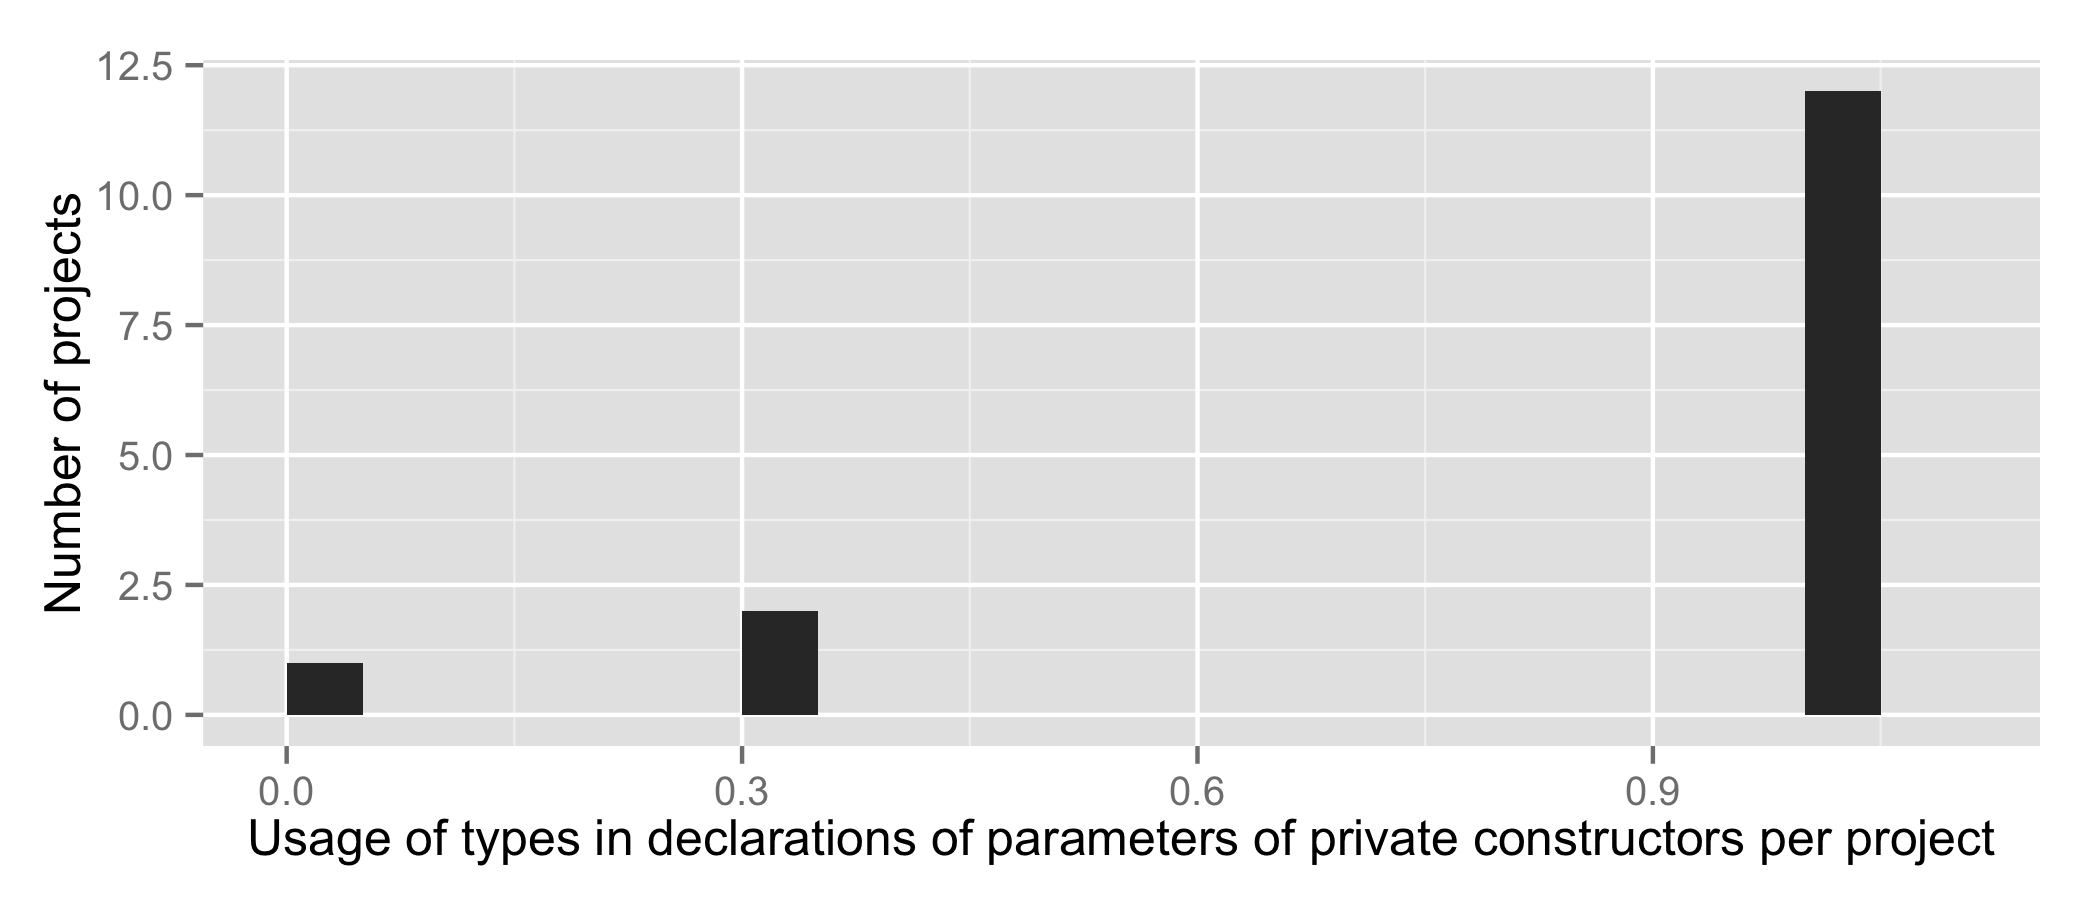 12.5
10.0
7.5
5.0
2.5
0.0
Number of projects
0.0 0.3 0.6 0.9
Usage of types in declarations of parameters of private constructors per project